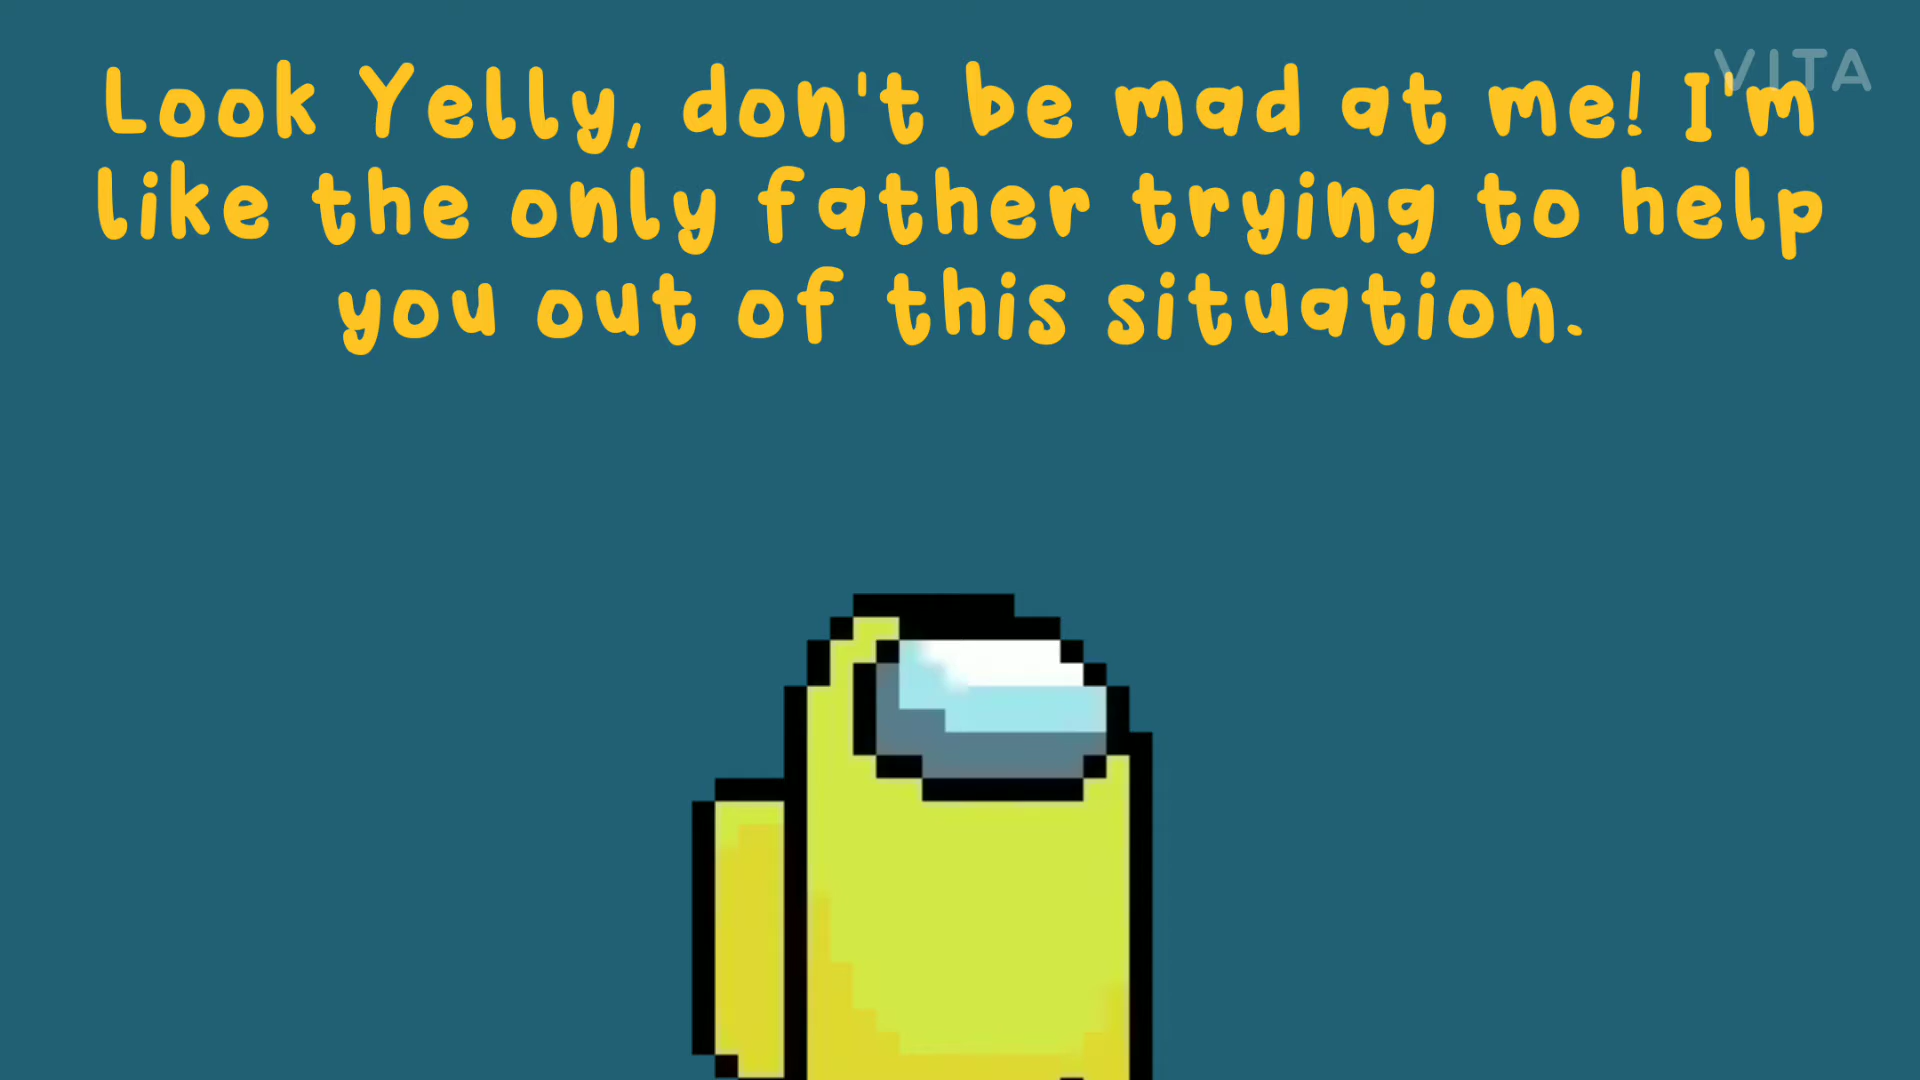 VITA
Look Yelly, don't be mad at me! I'm
like the only father trying to help
you out of this situation.